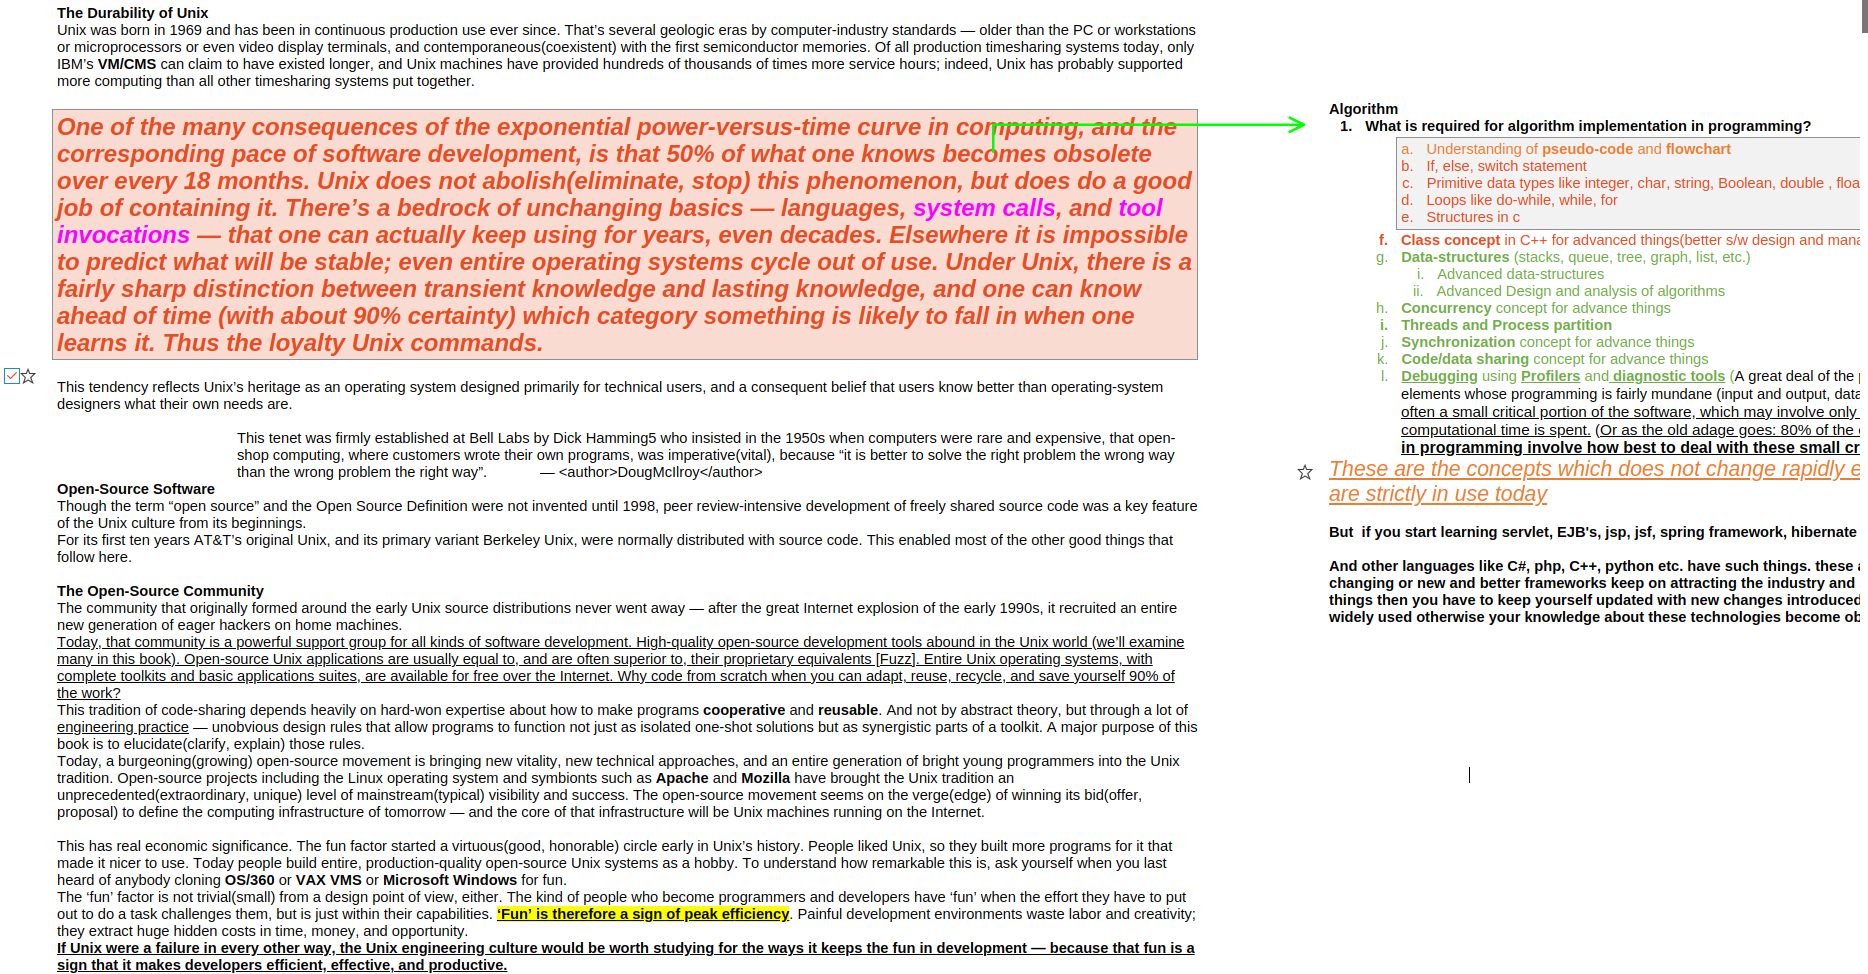 The Durability of Unix
Unix was born in 1969 and has been in continuous production use ever since. That’s several geologic eras by computer-industry standards — older than the PC or workstations
or microprocessors or even video display terminals, and contemporaneous(coexistent) with the first semiconductor memories. Of all production timesharing systems today, only
IBM’s VM/CMS can claim to have existed longer, and Unix machines have provided hundreds of thousands of times more service hours; indeed, Unix has probably supported
more computing than all other timesharing systems put together.
One of the many consequences of the exponential power-versus-time curve in computing, and the
corresponding pace of software development, is that 50% of what one knows becomes obsolete
over every 18 months. Unix does not abolish(eliminate, stop) this phenomenon, but does do a good
job of containing it. There’s a bedrock of unchanging basics — languages, system calls, and tool
invocations — that one can actually keep using for years, even decades. Elsewhere it is impossible
to predict what will be stable; even entire operating systems cycle out of use. Under Unix, there is a
fairly sharp distinction between transient knowledge and lasting knowledge, and one can know
ahead of time (with about 90% certainty) which category something is likely to fall in when one
learns it. Thus the loyalty Unix commands.
This tendency reflects Unix’s heritage as an operating system designed primarily for technical users, and a consequent belief that users know better than operating-system
designers what their own needs are.
This tenet was firmly established at Bell Labs by Dick Hamming5 who insisted in the 1950s when computers were rare and expensive, that open-
shop computing, where customers wrote their own programs, was imperative(vital), because “it is better to solve the right problem the wrong way
than the wrong problem the right way”. — <author>DougMcIlroy</author>
Open-Source Software
Though the term “open source” and the Open Source Definition were not invented until 1998, peer review-intensive development of freely shared source code was a key feature
of the Unix culture from its beginnings.
For its first ten years AT&T’s original Unix, and its primary variant Berkeley Unix, were normally distributed with source code. This enabled most of the other good things that
follow here.
The Open-Source Community
The community that originally formed around the early Unix source distributions never went away — after the great Internet explosion of the early 1990s, it recruited an entire
new generation of eager hackers on home machines.
Today, that community is a powerful support group for all kinds of software development. High-quality open-source development tools abound in the Unix world (we’ll examine
many in this book). Open-source Unix applications are usually equal to, and are often superior to, their proprietary equivalents [Fuzz]. Entire Unix operating systems, with
complete toolkits and basic applications suites, are available for free over the Internet. Why code from scratch when you can adapt, reuse, recycle, and save yourself 90% of
the work?
This tradition of code-sharing depends heavily on hard-won expertise about how to make programs cooperative and reusable. And not by abstract theory, but through a lot of
engineering practice — unobvious design rules that allow programs to function not just as isolated one-shot solutions but as synergistic parts of a toolkit. A major purpose of this
book is to elucidate(clarify, explain) those rules.
Today, a burgeoning(growing) open-source movement is bringing new vitality, new technical approaches, and an entire generation of bright young programmers into the Unix
tradition. Open-source projects including the Linux operating system and symbionts such as Apache and Mozilla have brought the Unix tradition an
unprecedented(extraordinary, unique) level of mainstream(typical) visibility and success. The open-source movement seems on the verge(edge) of winning its bid(offer,
proposal) to define the computing infrastructure of tomorrow — and the core of that infrastructure will be Unix machines running on the Internet.
This has real economic significance. The fun factor started a virtuous(good, honorable) circle early in Unix’s history. People liked Unix, so they built more programs for it that
made it nicer to use. Today people build entire, production-quality open-source Unix systems as a hobby. To understand how remarkable this is, ask yourself when you last
heard of anybody cloning OS/360 or VAX VMS or Microsoft Windows for fun.
The ‘fun’ factor is not trivial(small) from a design point of view, either. The kind of people who become programmers and developers have ‘fun’ when the effort they have to put
out to do a task challenges them, but is just within their capabilities. ‘Fun’ is therefore a sign of peak efficiency. Painful development environments waste labor and creativity;
they extract huge hidden costs in time, money, and opportunity.
If Unix were a failure in every other way, the Unix engineering culture would be worth studying for the ways it keeps the fun in development — because that fun is a
sign that it makes developers efficient, effective, and productive.
Algorithm
1. What is required for algorithm implementation in programming?
a. Understanding of pseudo-code and flowchart
b. If, else, switch statement
c. Primitive data types like integer, char, string, Boolean, double , floa
d. Loops like do-while, while, for
e. Structures in c
f. Class concept in C++ for advanced things(better s/w design and mana
g. Data-structures (stacks, queue, tree, graph, list, etc.)
i. Advanced data-structures
ii. Advanced Design and analysis of algorithms
h. Concurrency concept for advance things
i. Threads and Process partition
j. Synchronization concept for advance things
k. Code/data sharing concept for advance things
l. Debugging using Profilers and diagnostic tools (A great deal of the
elements whose programming is fairly mundane (input and output, data
often a small critical portion of the software, which may involve only
computational time is spent. (Or as the old adage goes: 80% of the
in programming involve how best to deal with these small cr
These are the concepts which does not change rapidly e
are strictly in use today
But if you start learning servlet, EJB's, jsp, jsf, spring framework, hibernate
And other languages like C#, php, C++, python etc. have such things. these
changing or new and better frameworks keep on attracting the industry and
things then you have to keep yourself updated with new changes introduced
widely used otherwise your knowledge about these technologies become ob